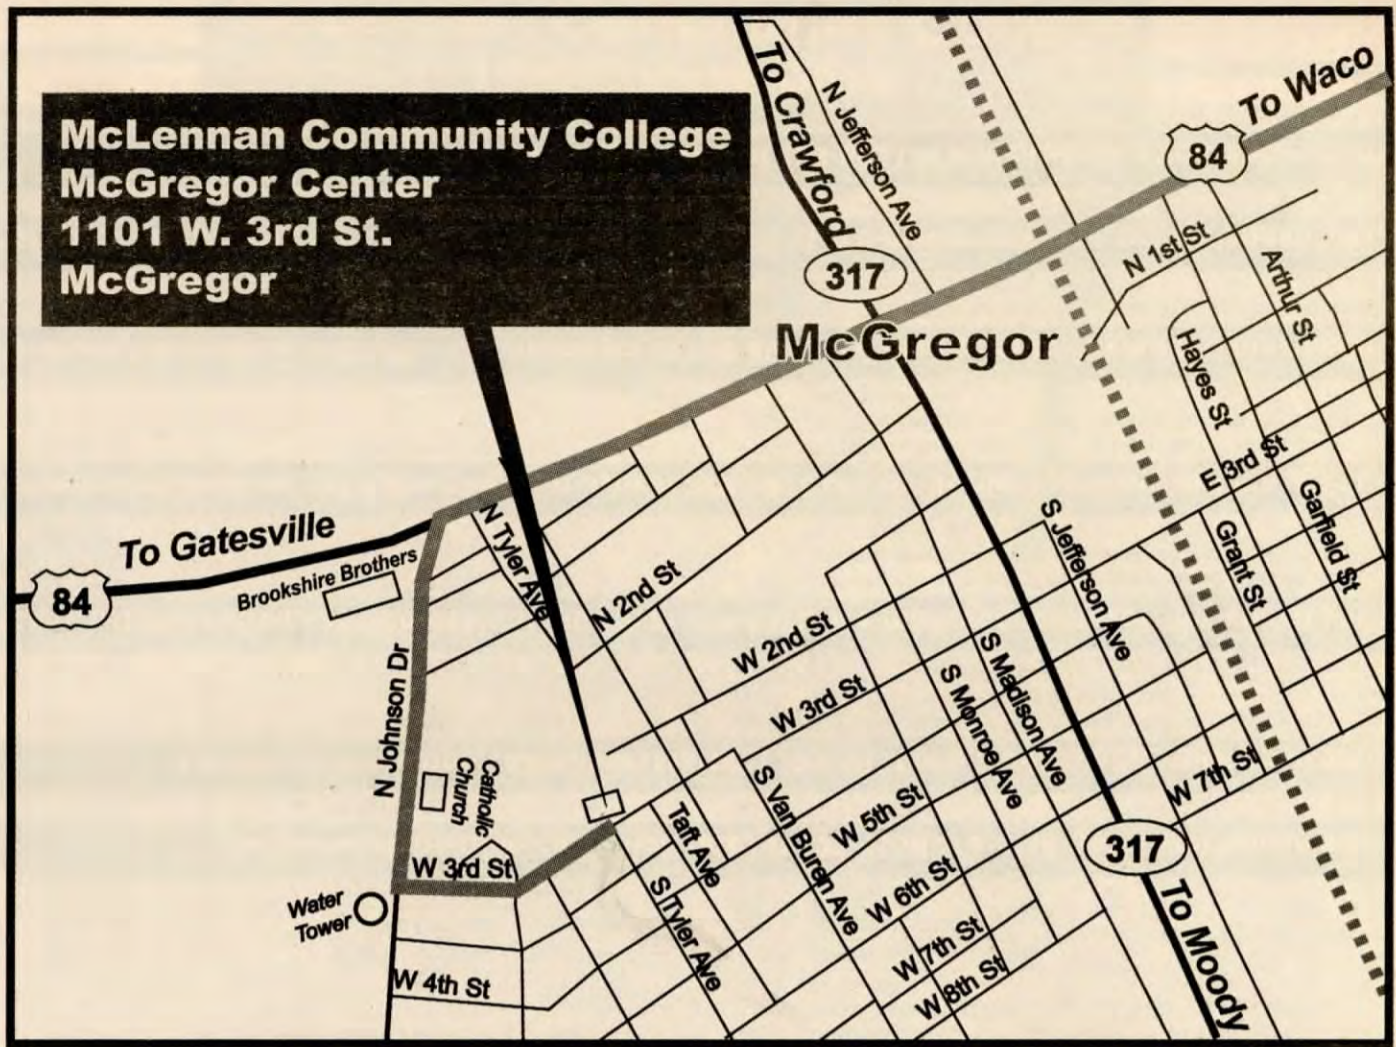 McLennan Community College
McGregor Center
1101 W. 3rd St.
McGregor
To Crawford
N Jefferson Ave
To Waco
84
317
McGregor
N 1st St
Arthur St
Hayes St
E 3rd St
Garfield St
Grant St
To Gatesville
84
Brookshire Brothers
N Tyler Ave
N 2nd St
S Jefferson Ave
W 2nd St
W 3rd St
S Madison Ave
S Monroe Ave
N Johnson Dr
Catholic
Church
W 3rd St
Taft Ave
S Tyler Ave
S Van Buren Ave
W 5th St
W 6th St
W 7th St
W 7th St
W 8th St
317
To Moody
Water
Tower
W 4th St